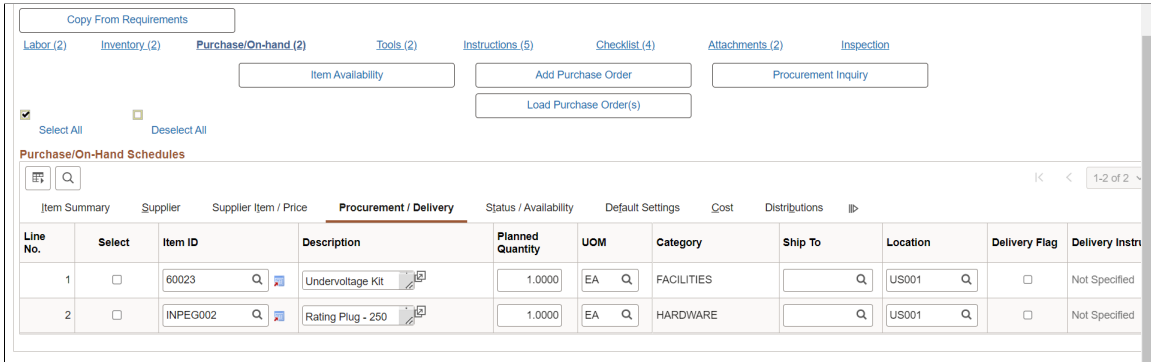 Copy From Requirements
Labor (2) Inventory (2) Purchase/On-hand (2) Tools (2) Instructions (5) Checklist (4) Attachments (2) Inspection
Item Availability Add Purchase Order Procurement Inquiry
Load Purchase Order(s)
Select All Deselect All
Purchase/On-Hand Schedules
1-2 of 2
Item Summary Supplier Supplier Item / Price Procurement / Delivery Status / Availability Default Settings Cost Distributions
Line No. Select Item ID Description Planned Quantity UOM Category Ship To Location Delivery Flag Delivery Instru
1 60023 Undervoltage Kit 1.0000 EA FACILITIES US001 Not Specified
2 INPEG002 Rating Plug - 250 1.0000 EA HARDWARE US001 Not Specified